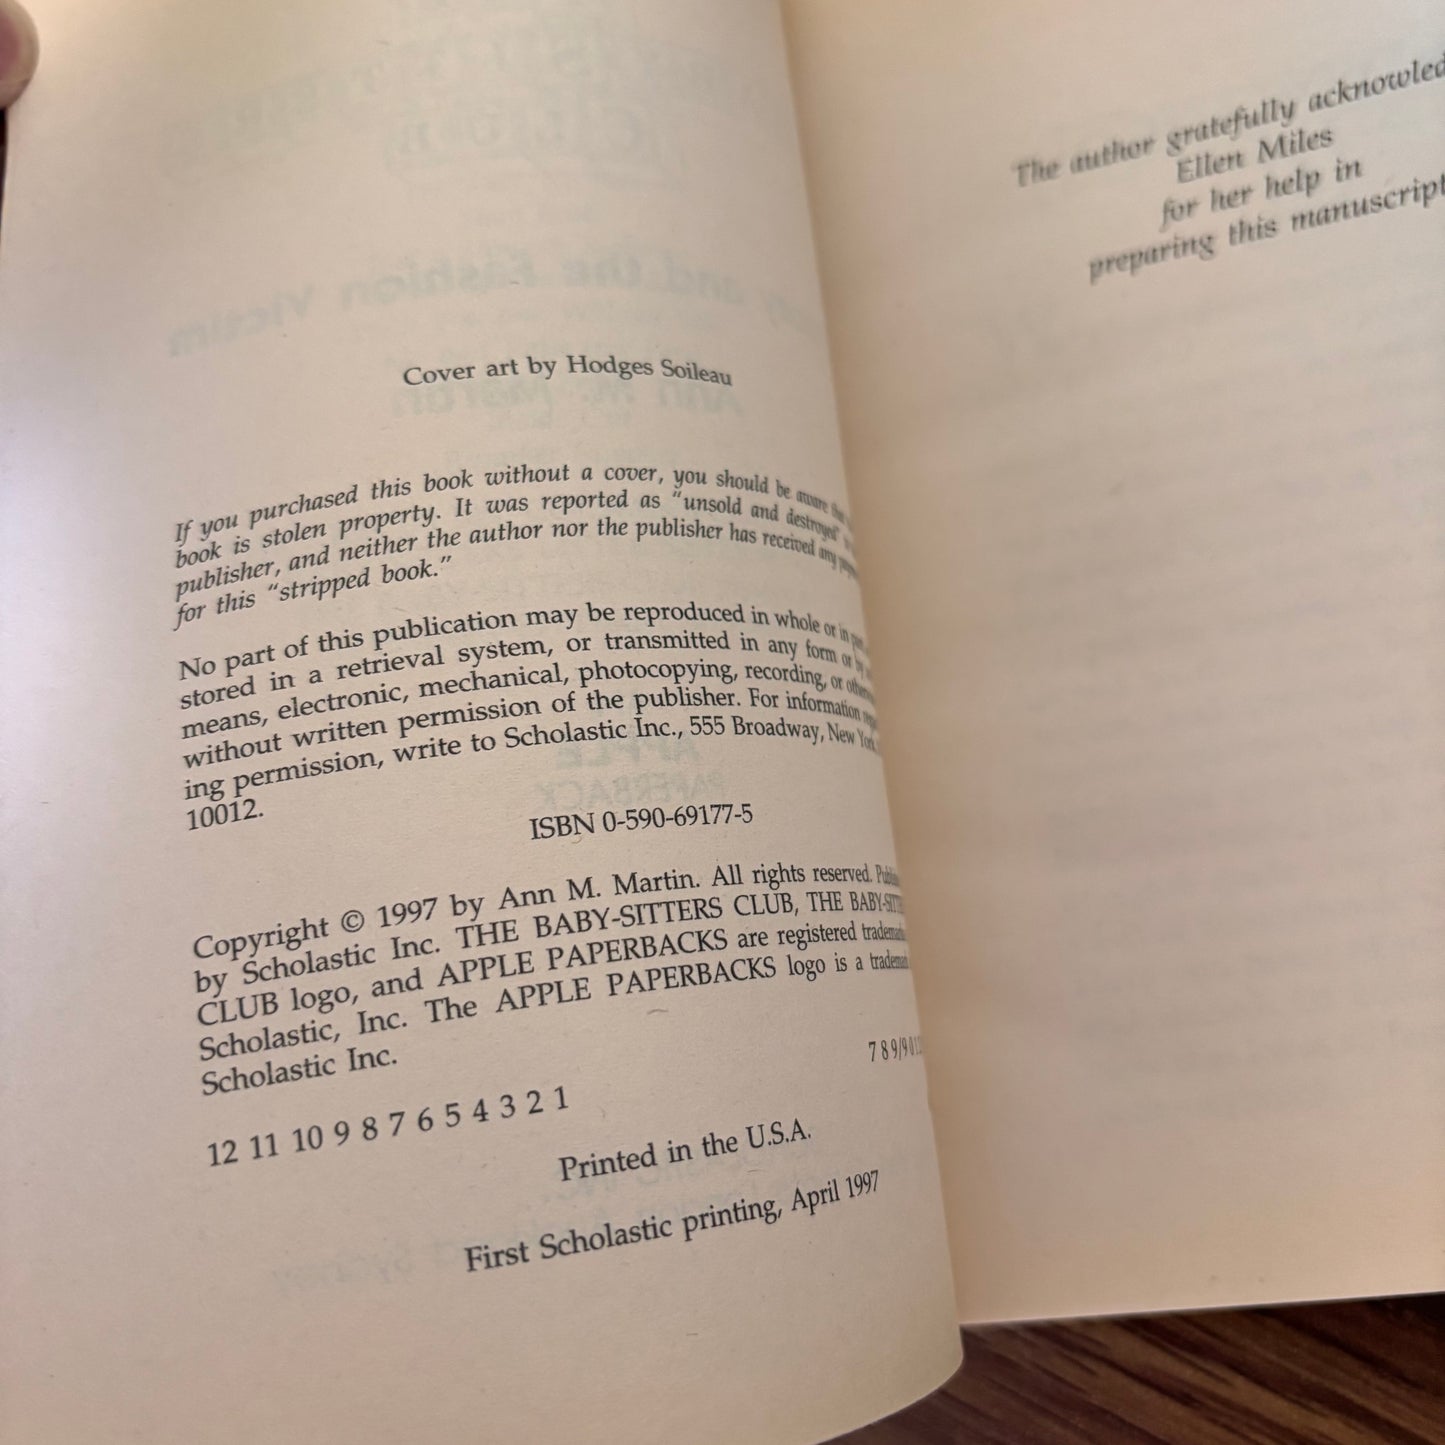 Cover art by Hodges Soileau
If you purchased this book without a cover, you should be aware that
book is stolen property. It was reported as "unsold and destroyed"
publisher, and neither the author nor the publisher has received any
for this "stripped book."
No part of this publication may be reproduced in whole or in
stored in a retrieval system, or transmitted in any form or by
means, electronic, mechanical, photocopying, recording, or
without written permission of the publisher. For information
ing permission, write to Scholastic Inc., 555 Broadway, New York,
10012.
ISBN 0-590-69177-5
Copyright © 1997 by Ann M. Martin. All rights reserved.
by Scholastic Inc. THE BABY-SITTERS CLUB, THE
CLUB logo, and APPLE PAPERBACKS are registered
Scholastic, Inc. The APPLE PAPERBACKS logo is a
Scholastic Inc.
12 11 10 9 8 7 6 5 4 3 2 1
7 8 9/9 0 1
Printed in the U.S.A.
First Scholastic printing, April 1997
The author gratefully
Ellen Miles
for her help in
preparing this manuscript